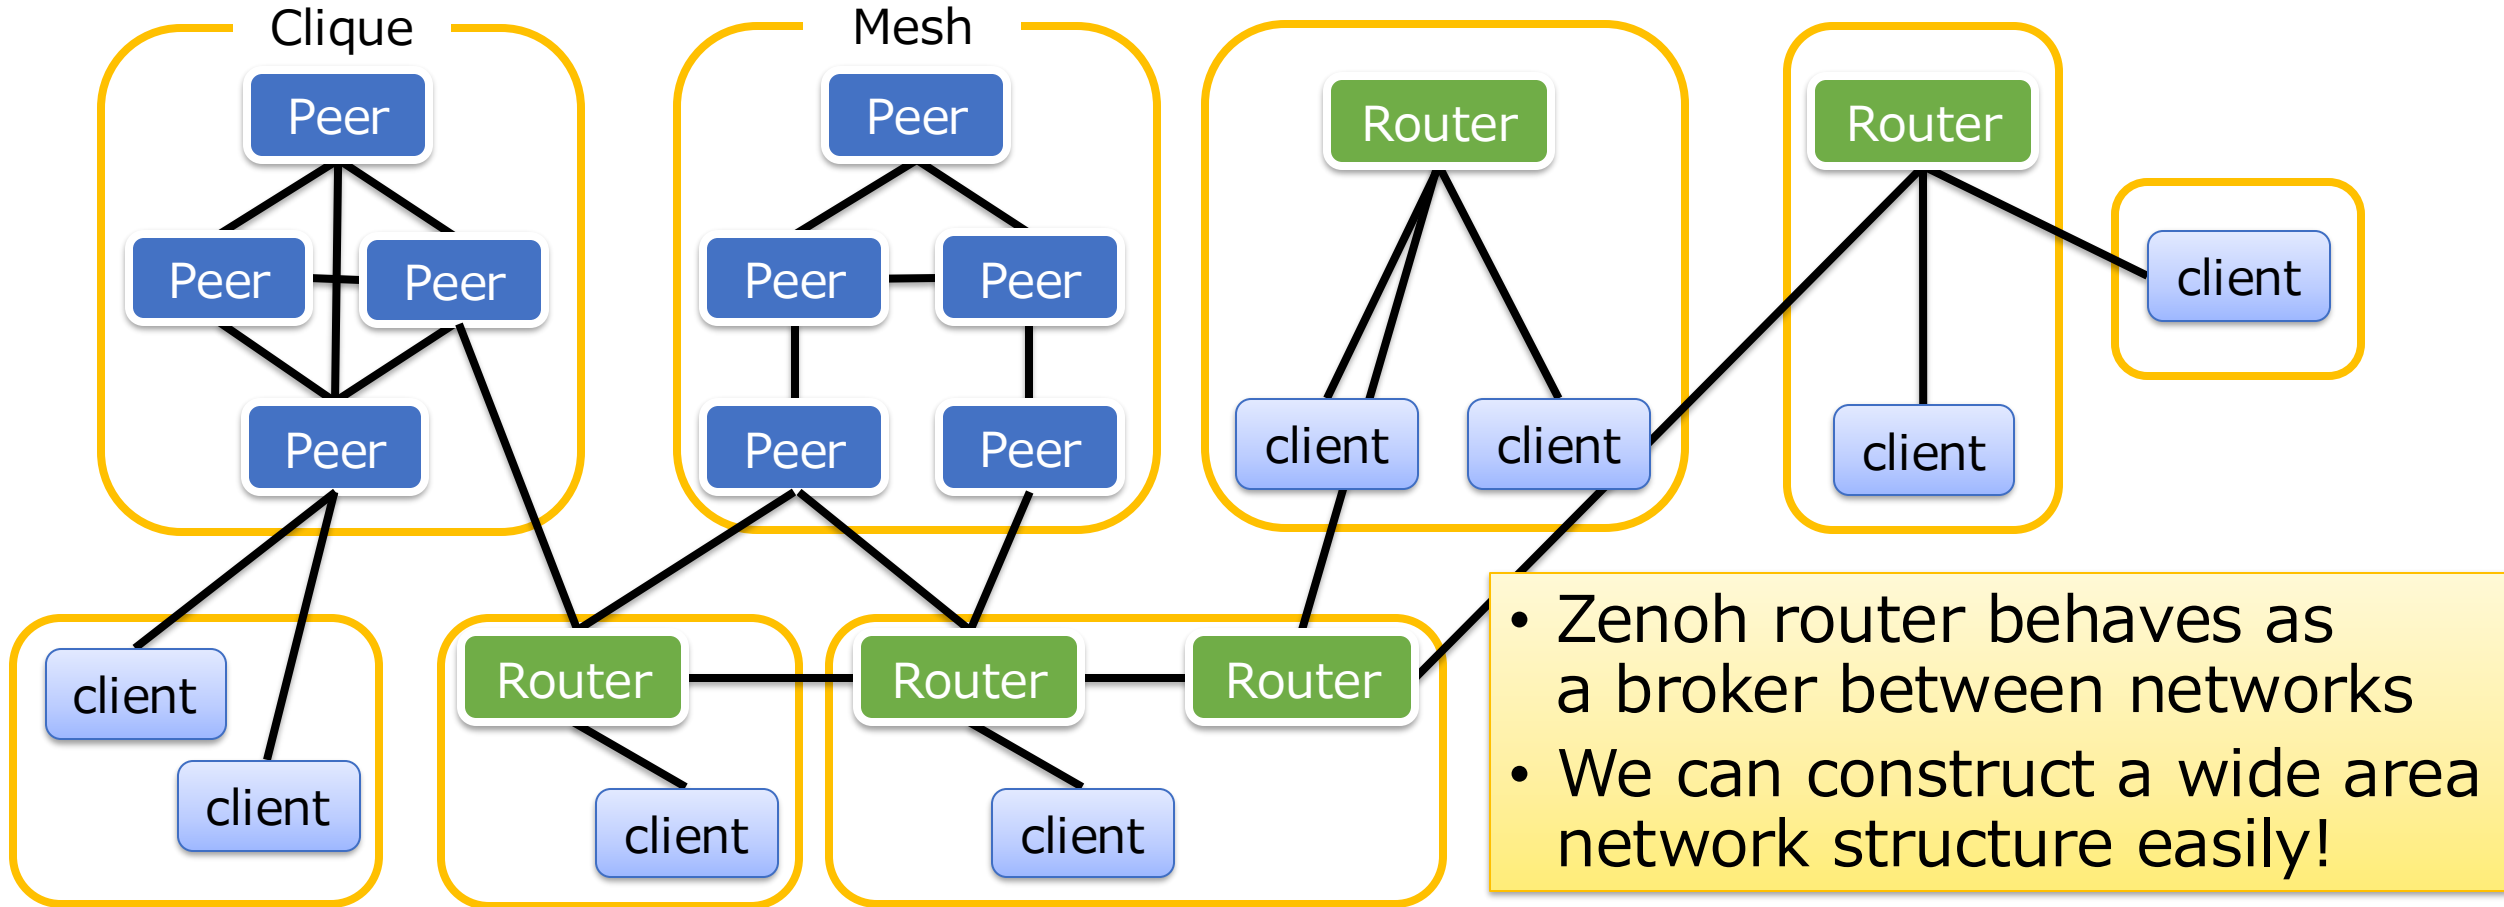 Clique
Mesh
Peer
Peer
Router
Router
Peer
Peer
Peer
Peer
client
Peer
Peer
Peer
client
client
client
Router
Router
Router
client
client
client
client
• Zenoh router behaves as
a broker between networks
• We can construct a wide area
network structure easily!